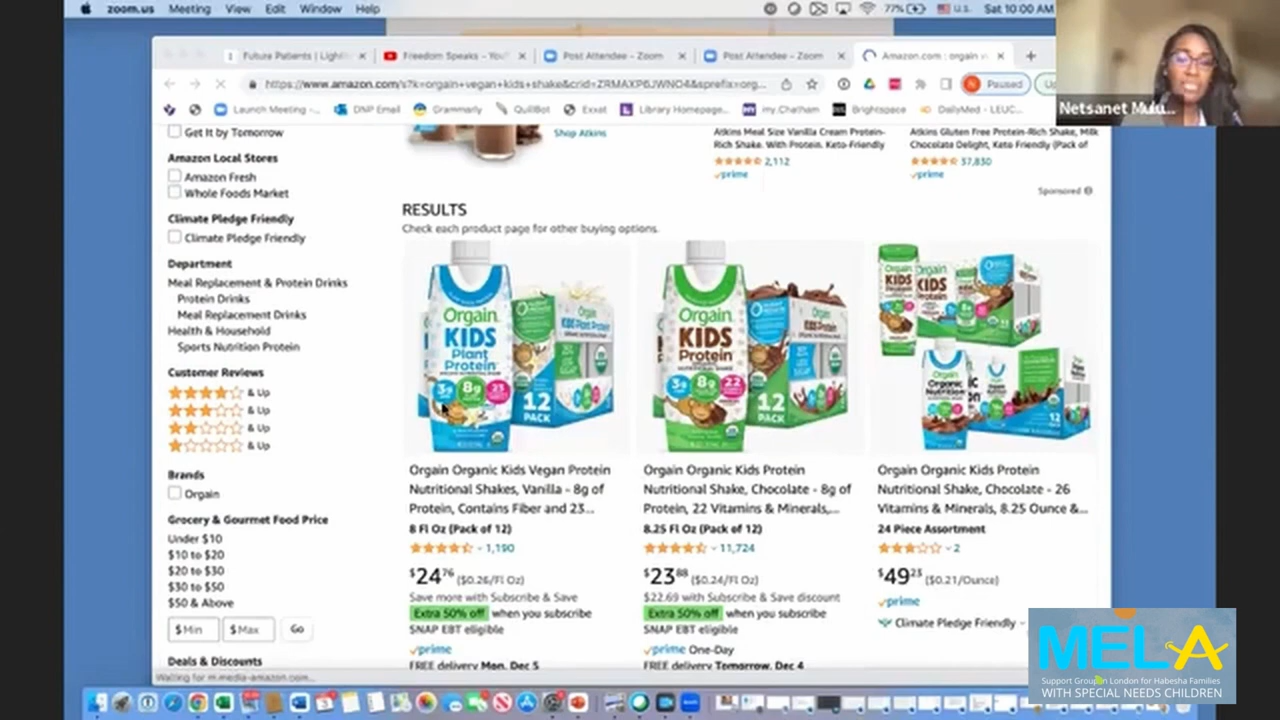 zoom.us Meeting View Edit Window Help
77% U.S. Sat 10:00 AM
Freedom Speaks - You
Post Attendee - Zoom
Post Attendee - Zoom
Amazon.com : orgain v
Paused
Launch Meeting -...
DNP Email
Grammarly
QuillBot
Exxat
Library Homepage...
my.Chatham
Brightspace
DailyMed - LEUC...
Netsanet Mulu...
Get It by Tomorrow
Amazon Local Stores
Amazon Fresh
Whole Foods Market
Climate Pledge Friendly
Climate Pledge Friendly
Department
Meal Replacement & Protein Drinks
Protein Drinks
Meal Replacement Drinks
Health & Household
Sports Nutrition Protein
Customer Reviews
& Up
& Up
& Up
& Up
Brands
Orgain
Grocery & Gourmet Food Price
Under $10
$10 to $20
$20 to $30
$30 to $50
$50 & Above
$ Min $ Max Go
Deals & Discounts
Waiting for m.media-amazon.com...
Shop Atkins
Atkins Meal Size Vanilla Cream Protein-
Rich Shake. With Protein. Keto-Friendly
2,112
prime
Atkins Gluten Free Protein-Rich Shake, Milk
Chocolate Delight, Keto Friendly (Pack of
37,830
prime
Sponsored
RESULTS
Check each product page for other buying options.
Orgain
KIDS
Plant
Protein
3g 8g 23
12
PACK
Orgain
KIDS
Protein
3g 8g 22
12
PACK
Orgain Organic Kids Vegan Protein
Nutritional Shakes, Vanilla - 8g of
Protein, Contains Fiber and 23...
8 Fl Oz (Pack of 12)
1,190
$24 76 ($0.26/Fl Oz)
Save more with Subscribe & Save
Extra 50% off when you subscribe
SNAP EBT eligible
prime
FREE delivery Mon, Dec 5
Orgain Organic Kids Protein
Nutritional Shake, Chocolate - 8g of
Protein, 22 Vitamins & Minerals,...
8.25 Fl Oz (Pack of 12)
11,724
$23 88 ($0.24/Fl Oz)
$22.69 with Subscribe & Save discount
Extra 50% off when you subscribe
SNAP EBT eligible
prime One-Day
FREE delivery Tomorrow, Dec 4
Orgain Organic Kids Protein
Nutritional Shake, Chocolate - 26
Vitamins & Minerals, 8.25 Ounce &...
24 Piece Assortment
2
$49 23 ($0.21/Ounce)
prime
Climate Pledge Friendly
MELA
Support Group in London for Habesha Families
WITH SPECIAL NEEDS CHILDREN